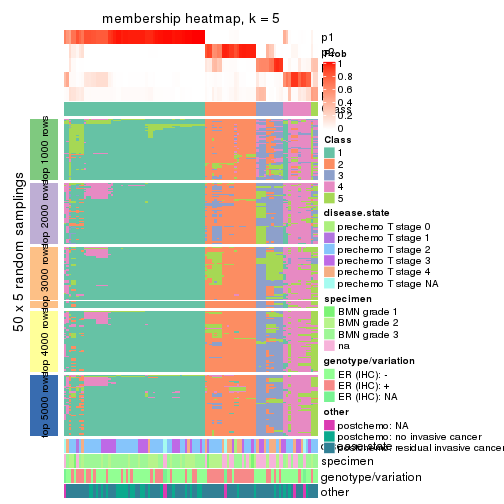 membership heatmap, k = 5
p1
p2
Prob
1
0.8
0.6
0.4
0.2
0
Class
50 x 5 random samplings
top 1000 rows
top 2000 rows
top 3000 rows
top 4000 rows
top 5000 rows
Class
1
2
3
4
5
disease.state
prechemo T stage 0
prechemo T stage 1
prechemo T stage 2
prechemo T stage 3
prechemo T stage 4
prechemo T stage NA
specimen
BMN grade 1
BMN grade 2
BMN grade 3
na
genotype/variation
ER (IHC): -
ER (IHC): +
ER (IHC): NA
other
postchemo: NA
postchemo: no invasive cancer
postchemo: residual invasive cancer
disease.state
specimen
genotype/variation
other